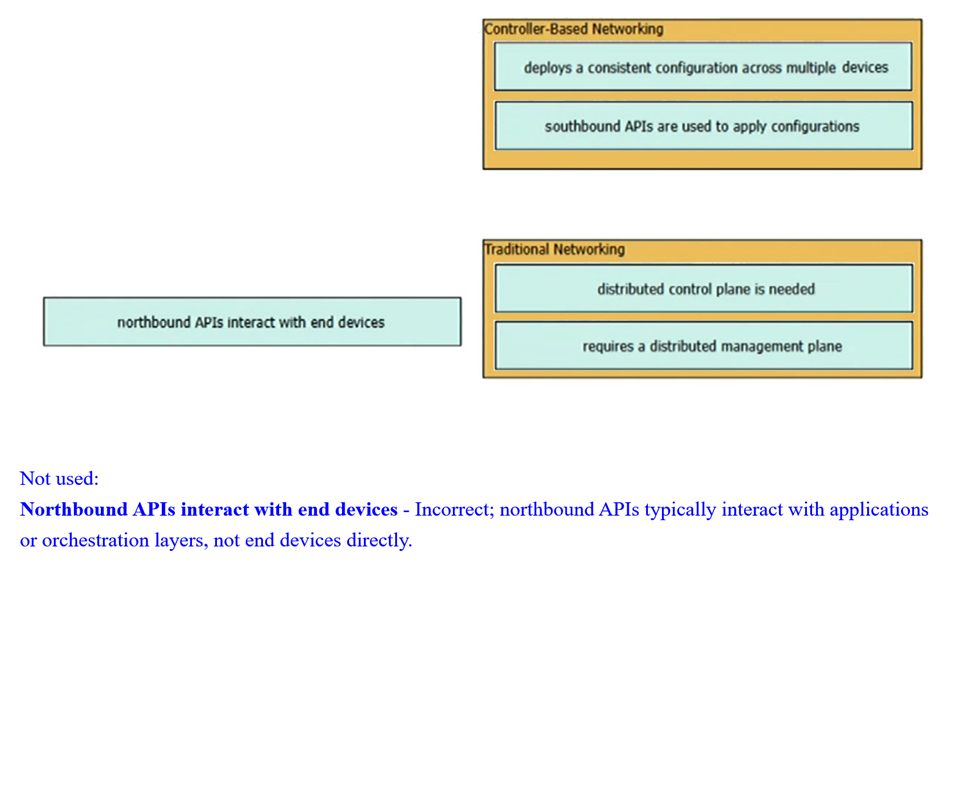 Controller-Based Networking
deploys a consistent configuration across multiple devices
southbound APIs are used to apply configurations
Traditional Networking
distributed control plane is needed
northbound APIs interact with end devices
requires a distributed management plane
Not used:
Northbound APIs interact with end devices - Incorrect; northbound APIs typically interact with applications
or orchestration layers, not end devices directly.